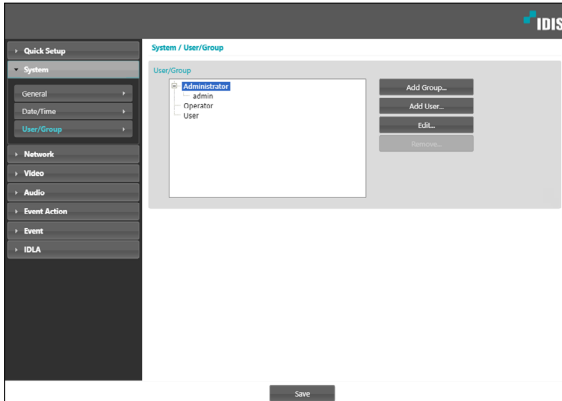 IDIS
Quick Setup
System
General
Date/Time
User/Group
Network
Video
Audio
Event Action
Event
IDLA
System / User/Group
User/Group
Administrator
admin
Operator
User
Add Group...
Add User...
Edit...
Remove...
Save